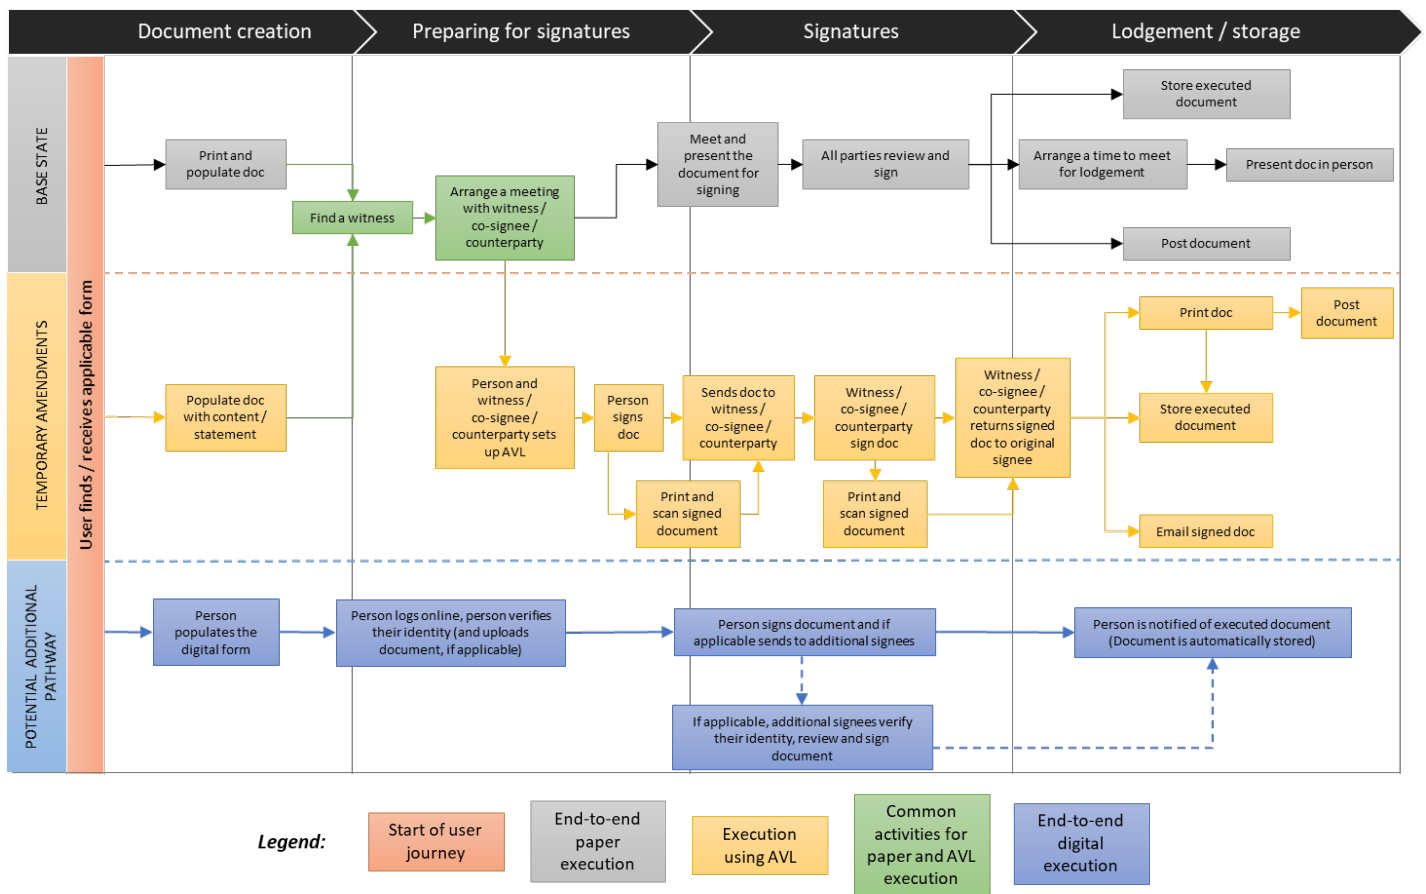 Document creation
Preparing for signatures
Signatures
Lodgement / storage
BASE STATE
TEMPORARY AMENDMENTS
POTENTIAL ADDITIONAL
PATHWAY
User finds / receives applicable form
Print and
populate doc
Find a witness
Arrange a meeting
with witness /
co-signee /
counterparty
Meet and
present the
document for
signing
All parties review and
sign
Store executed
document
Arrange a time to meet
for lodgement
Present doc in person
Post document
Populate doc
with content /
statement
Person and
witness /
co-signee /
counterparty sets
up AVL
Person
signs
doc
Print and
scan signed
document
Sends doc to
witness /
co-signee /
counterparty
Witness /
co-signee /
counterparty
sign doc
Print and
scan signed
document
Witness /
co-signee /
counterparty
returns signed
doc to original
signee
Print doc
Post
document
Store executed
document
Email signed doc
Person
populates the
digital form
Person logs online, person verifies
their identity (and uploads
document, if applicable)
Person signs document and if
applicable sends to additional signees
If applicable, additional signees verify
their identity, review and sign
document
Person is notified of executed document
(Document is automatically stored)
Legend:
Start of user
journey
End-to-end
paper
execution
Execution
using AVL
Common
activities for
paper and AVL
execution
End-to-end
digital
execution